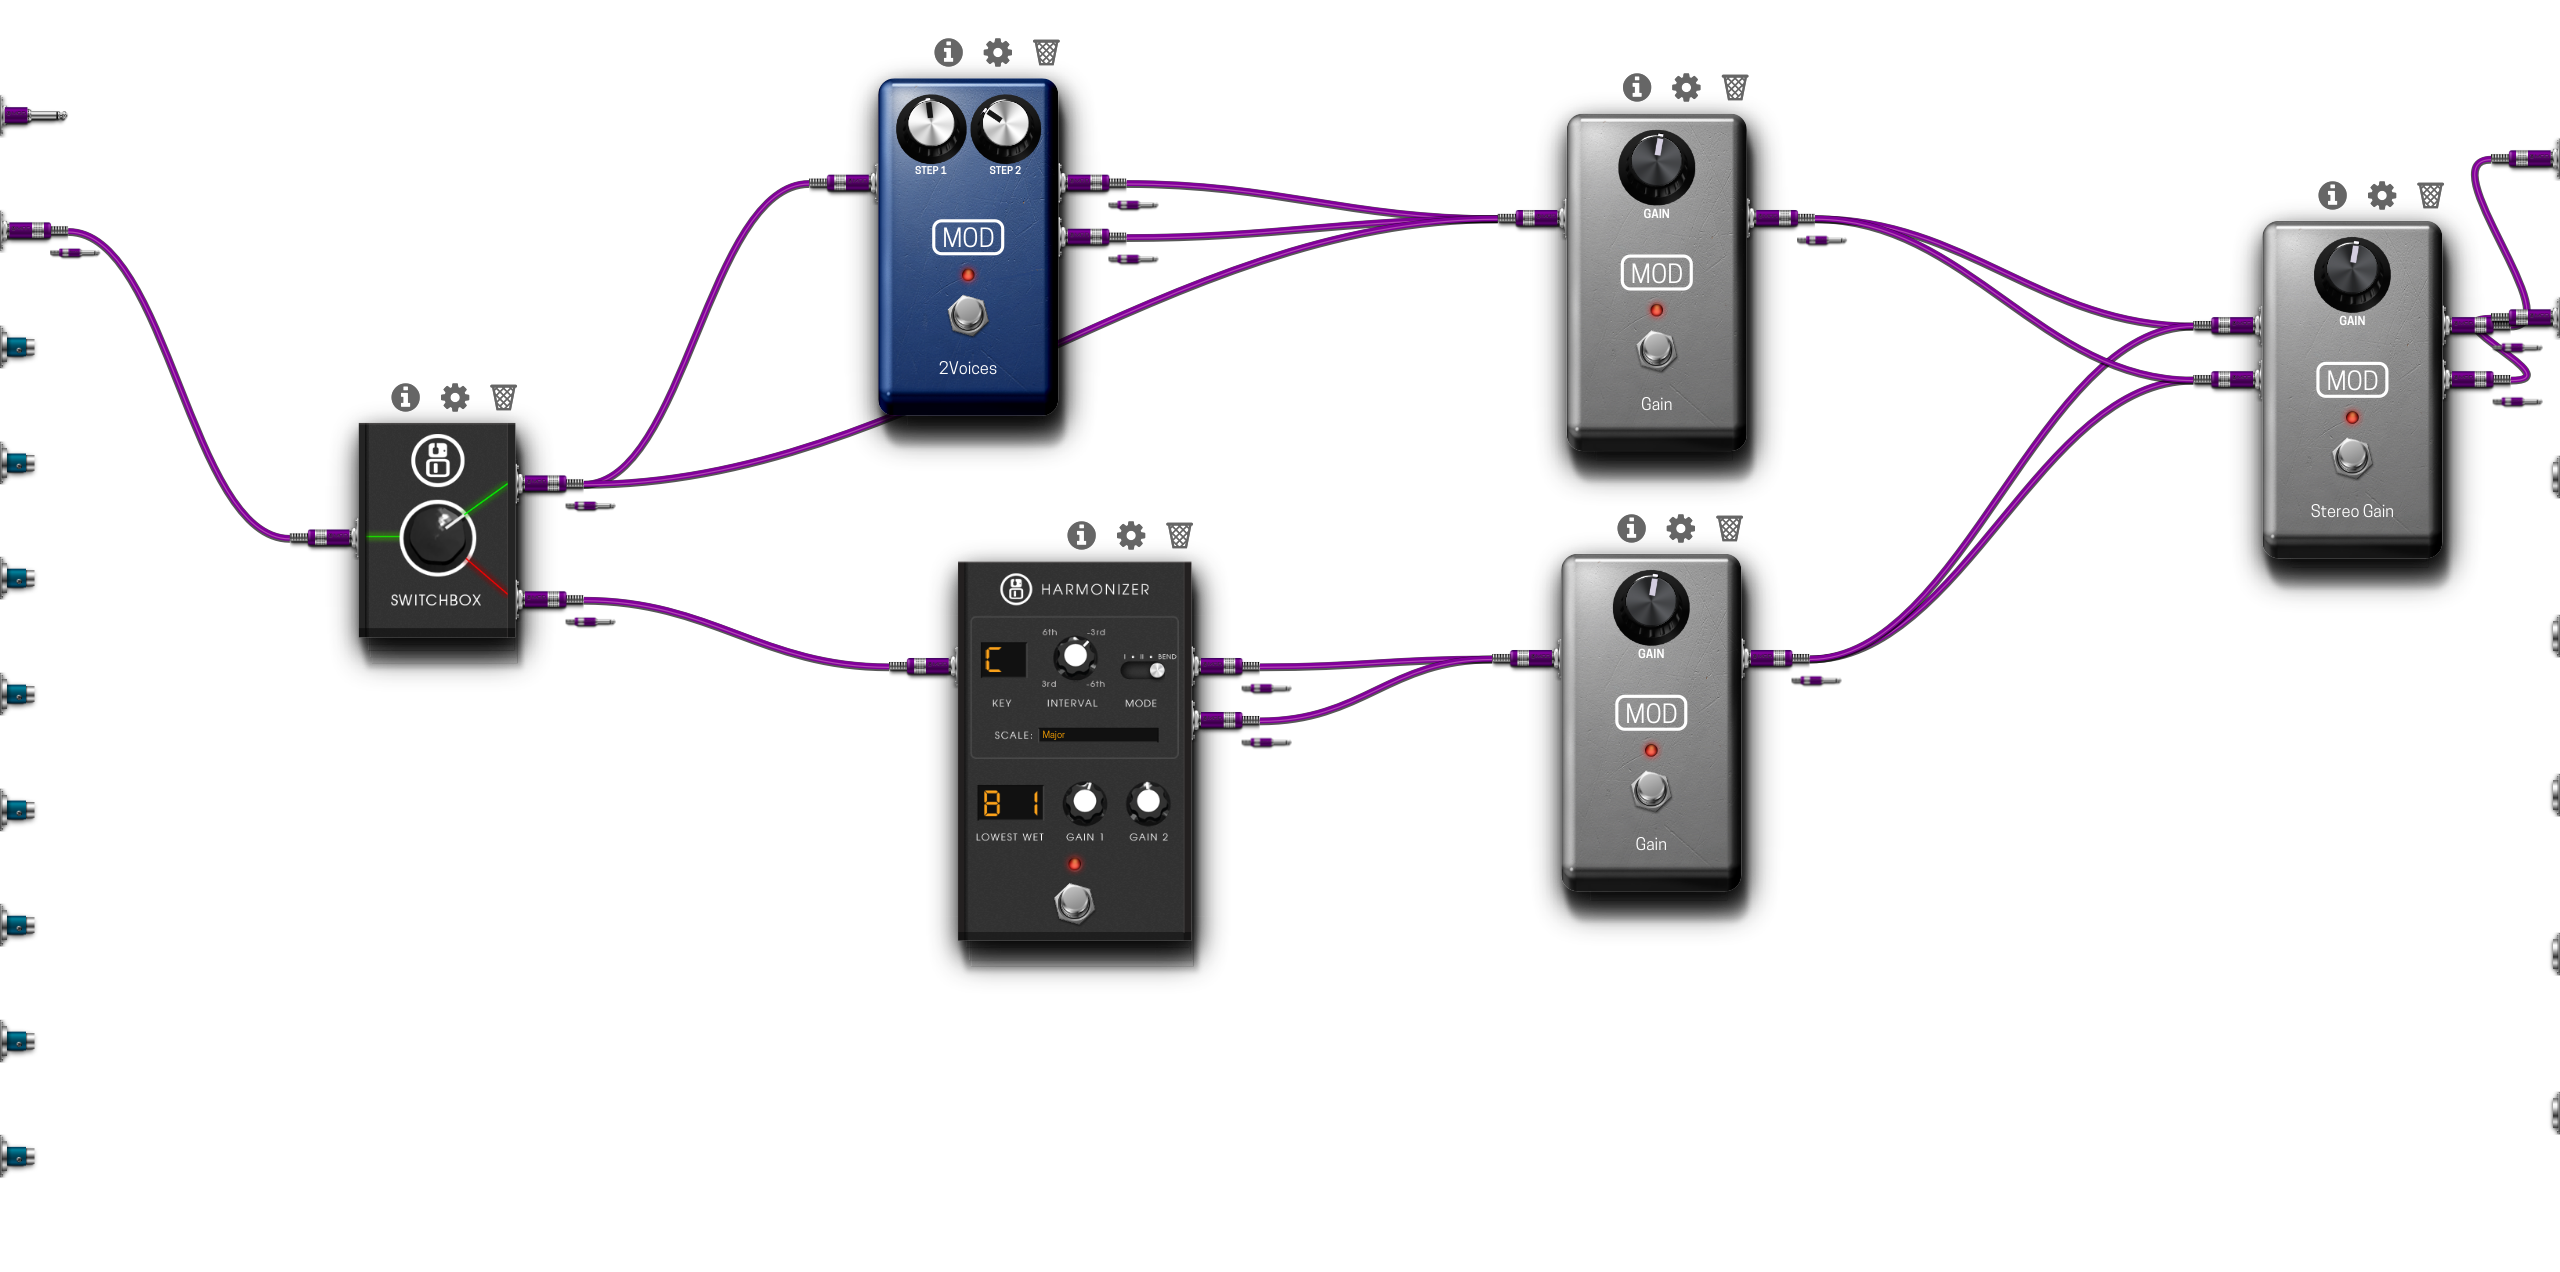 STEP 1 STEP 2
MOD
2Voices
GAIN
MOD
Gain
GAIN
MOD
Stereo Gain
SWITCHBOX
HARMONIZER
6th -3rd
I • II • BEND
C
3rd -6th
KEY INTERVAL MODE
SCALE: Major
B 1
LOWEST WET GAIN 1 GAIN 2
GAIN
MOD
Gain